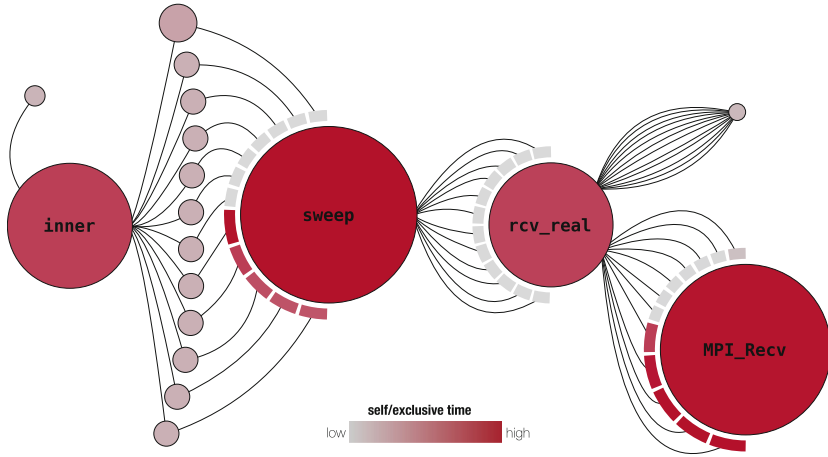 inner
sweep
rcv_real
MPI_Recv
self/exclusive time
low
high